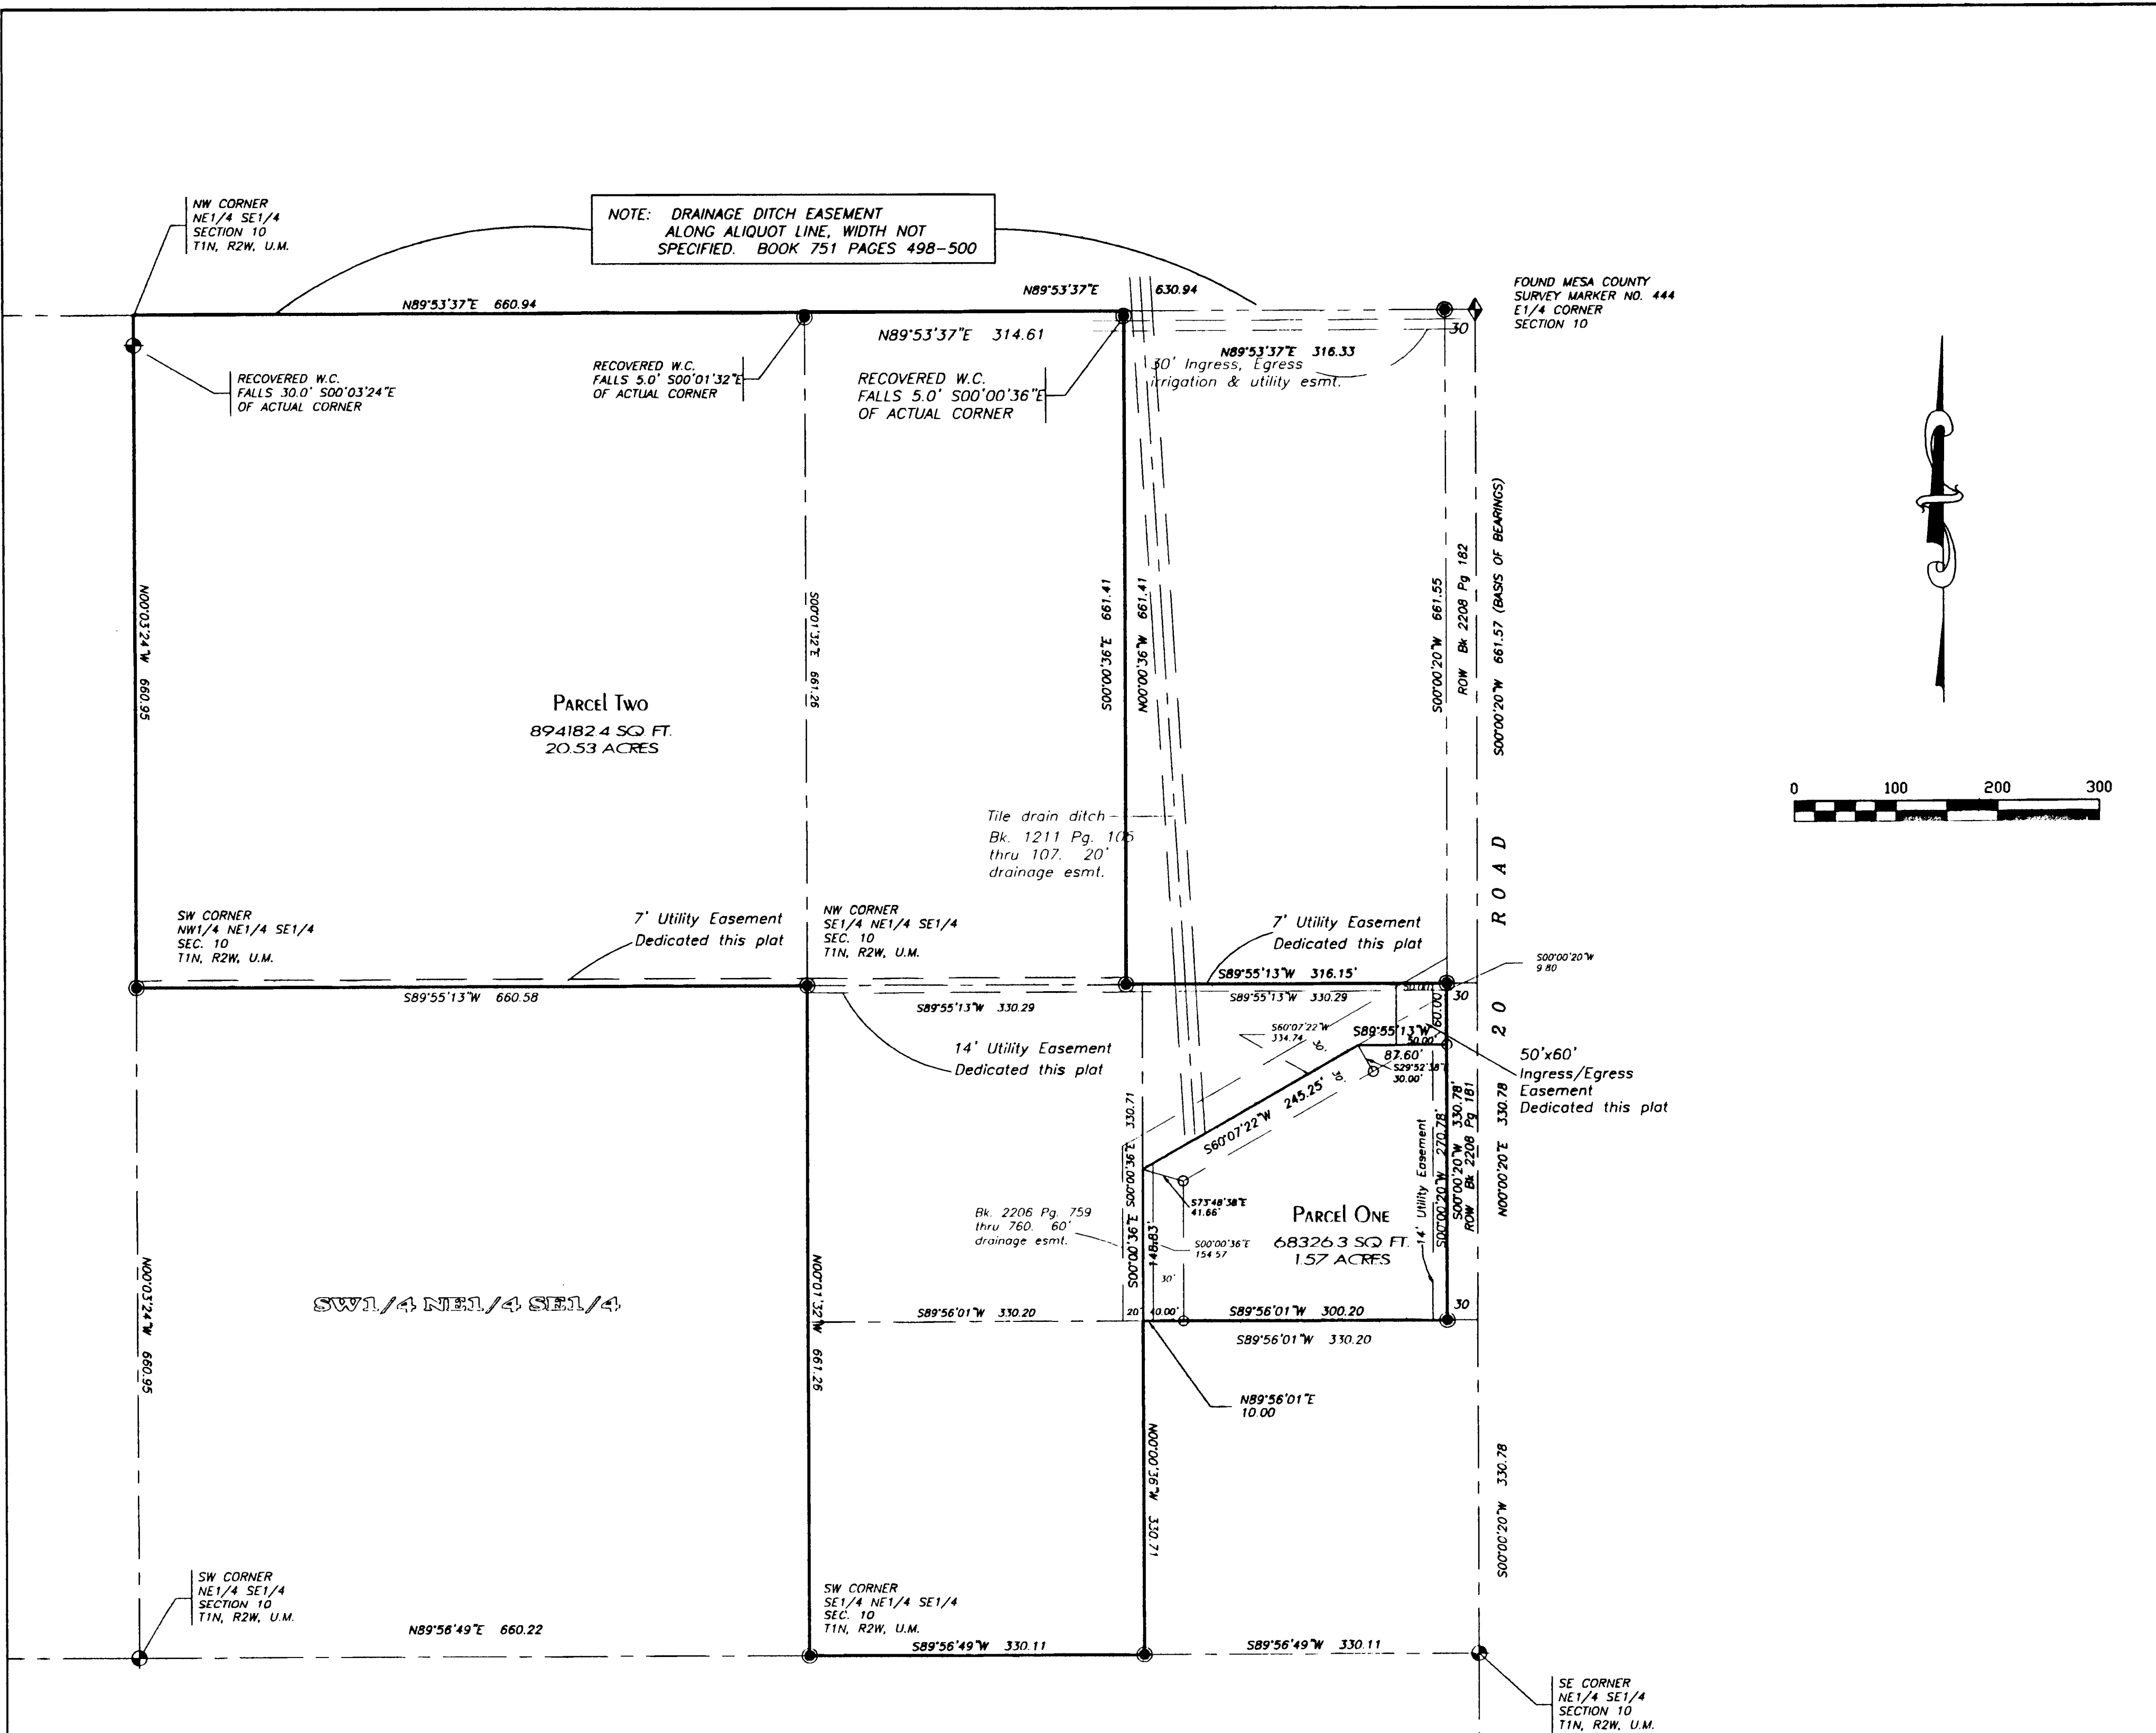 NW CORNER
NE1/4 SE1/4
SECTION 10
T1N, R2W, U.M.
NOTE: DRAINAGE DITCH EASEMENT
ALONG ALIQUOT LINE, WIDTH NOT
SPECIFIED. BOOK 751 PAGES 498-500
FOUND MESA COUNTY
SURVEY MARKER NO. 444
E1/4 CORNER
SECTION 10
N89°53'37"E 660.94
N89°53'37"E 630.94
N89°53'37"E 314.61
30
N89°53'37"E 316.33
30' Ingress, Egress
irrigation & utility esmt.
RECOVERED W.C.
FALLS 30.0' S00°03'24"E
OF ACTUAL CORNER
RECOVERED W.C.
FALLS 5.0' S00°01'32"E
OF ACTUAL CORNER
RECOVERED W.C.
FALLS 5.0' S00°00'36"E
OF ACTUAL CORNER
N00°03'24"W 660.95
S00°01'32"E 661.26
S00°00'36"E 661.41
N00°00'36"W 661.41
S00°00'20"W 661.55
ROW Bk 2208 Pg 182
S00°00'20"W 661.57 (BASIS OF BEARINGS)
PARCEL TWO
894182.4 SQ. FT.
20.53 ACRES
0 100 200 300
Tile drain ditch
Bk. 1211 Pg. 105
thru 107. 20'
drainage esmt.
20 ROAD
SW CORNER
NW1/4 NE1/4 SE1/4
SEC. 10
T1N, R2W, U.M.
7' Utility Easement
Dedicated this plat
NW CORNER
SE1/4 NE1/4 SE1/4
SEC. 10
T1N, R2W, U.M.
7' Utility Easement
Dedicated this plat
S00°00'20"W
9.80
S89°55'13"W 660.58
S89°55'13"W 316.15'
S89°55'13"W 330.29
S89°55'13"W 330.29
50.00'
60.00'
30
14' Utility Easement
Dedicated this plat
S60°07'22"W
334.74
30'
30'
S89°55'13"W
50.00'
87.60'
S29°52'38"E
30.00'
50'x60'
Ingress/Egress
Easement
Dedicated this plat
S60°07'22"W 245.25'
S00°00'36"E 330.71
S00°00'36"E 148.83'
14' Utility Easement
S00°00'20"W 270.78'
S00°00'20"W 330.78'
ROW Bk 2208 Pg 181
N00°00'20"E 330.78
S73°48'38"E
41.66'
Bk. 2206 Pg. 759
thru 760. 60'
drainage esmt.
S00°00'36"E
154.57
30'
PARCEL ONE
68326.3 SQ. FT.
1.57 ACRES
N00°03'24"W 660.95
SW1/4 NE1/4 SE1/4
N00°01'32"W 661.26
S89°56'01"W 330.20
20' 40.00'
S89°56'01"W 300.20
30
S89°56'01"W 330.20
N89°56'01"E
10.00
N00°00'36"W 330.71
S00°00'20"W 330.78
SW CORNER
NE1/4 SE1/4
SECTION 10
T1N, R2W, U.M.
N89°56'49"E 660.22
SW CORNER
SE1/4 NE1/4 SE1/4
SEC. 10
T1N, R2W, U.M.
S89°56'49"W 330.11
S89°56'49"W 330.11
SE CORNER
NE1/4 SE1/4
SECTION 10
T1N, R2W, U.M.